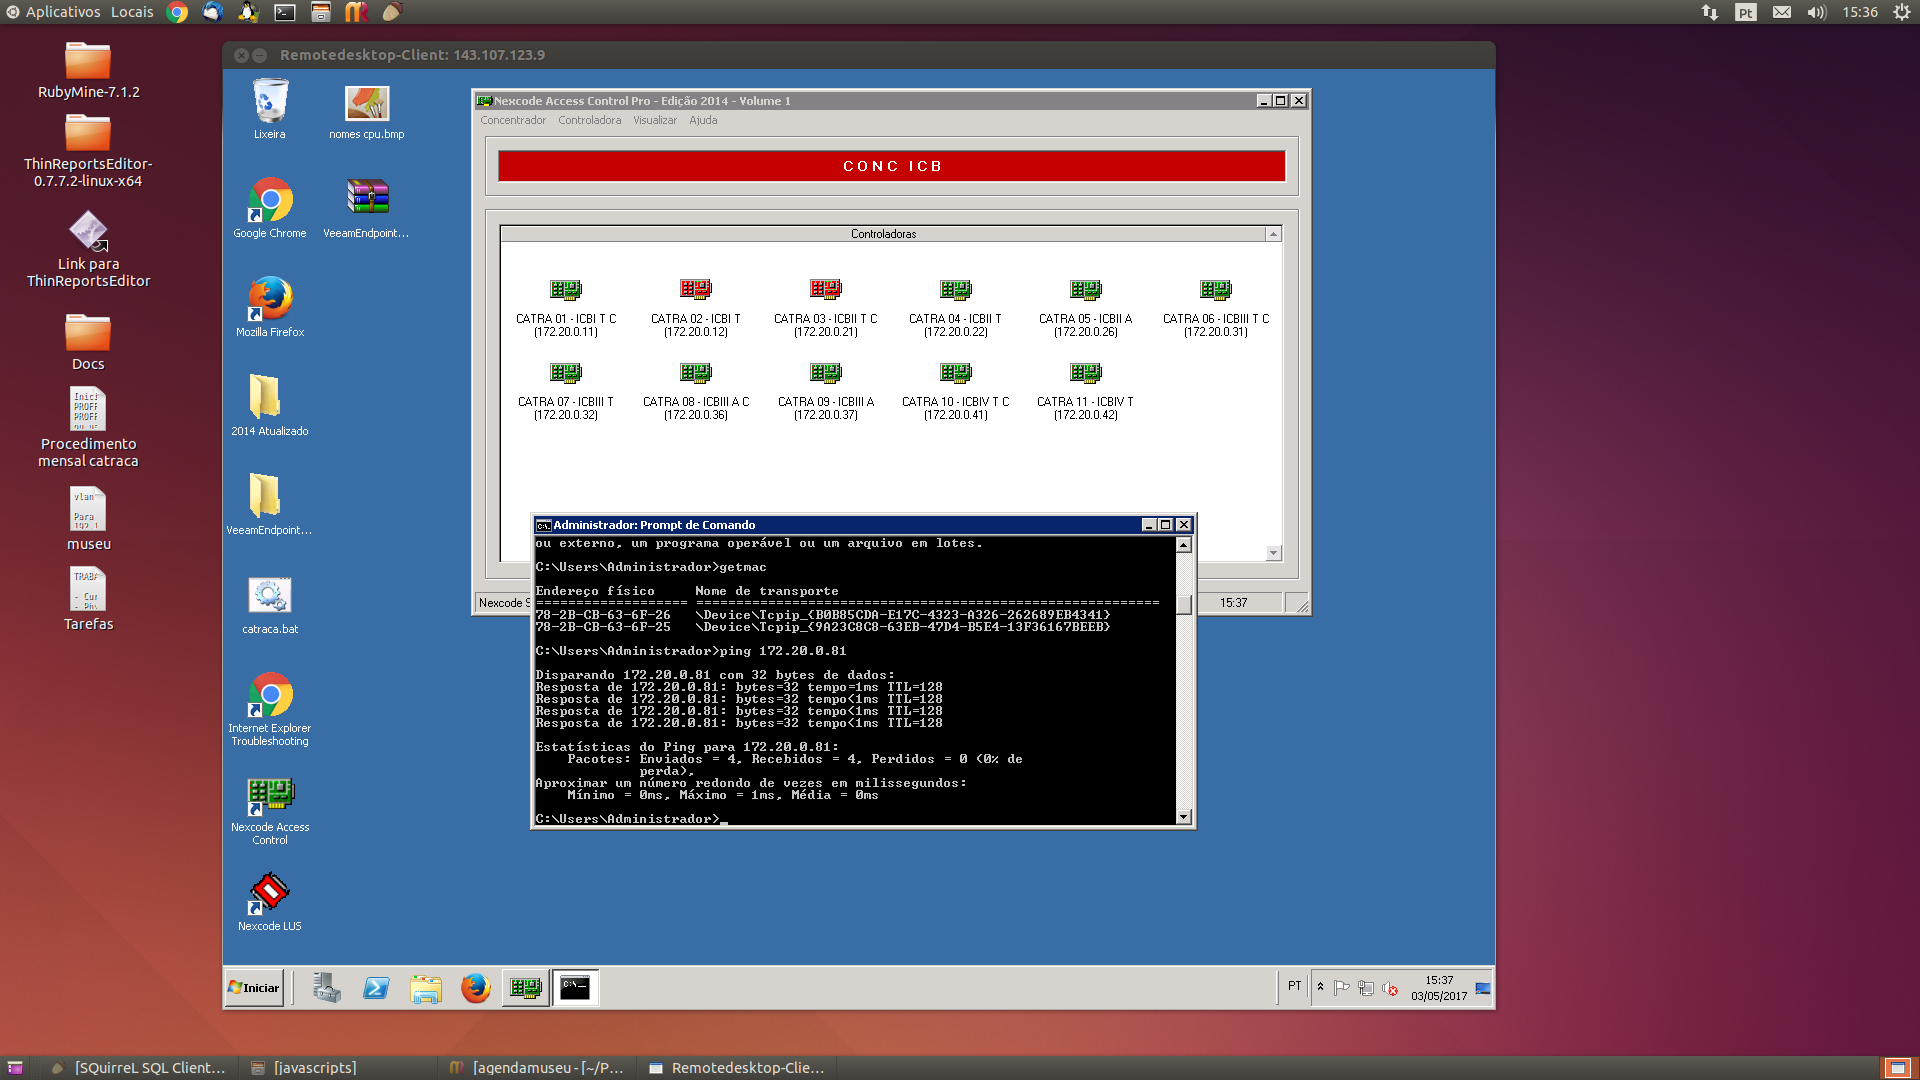 Aplicativos Locais
Pt 15:36
RubyMine-7.1.2
ThinReportsEditor-
0.7.7.2-linux-x64
Link para
ThinReportsEditor
Docs
Procedimento
mensal catraca
museu
Tarefas
Remotedesktop-Client: 143.107.123.9
Lixeira
nomes cpu.bmp
Google Chrome
VeeamEndpoint...
Mozilla Firefox
2014 Atualizado
VeeamEndpoint...
catraca.bat
Internet Explorer
Troubleshooting
Nexcode Access
Control
Nexcode LUS
Nexcode Access Control Pro - Edição 2014 - Volume 1
Concentrador Controladora Visualizar Ajuda
CONC ICB
Controladoras
CATRA 01 - ICBI T C
(172.20.0.11)
CATRA 02 - ICBI T
(172.20.0.12)
CATRA 03 - ICBII T C
(172.20.0.21)
CATRA 04 - ICBII T
(172.20.0.22)
CATRA 05 - ICBII A
(172.20.0.26)
CATRA 06 - ICBIII T C
(172.20.0.31)
CATRA 07 - ICBIII T
(172.20.0.32)
CATRA 08 - ICBIII A C
(172.20.0.36)
CATRA 09 - ICBIII A
(172.20.0.37)
CATRA 10 - ICBIV T C
(172.20.0.41)
CATRA 11 - ICBIV T
(172.20.0.42)
15:37
Administrador: Prompt de Comando
ou externo, um programa operável ou um arquivo em lotes.
C:\Users\Administrador>getmac
Endereço físico Nome de transporte
=================== ==========================================================
78-2B-CB-63-6F-26 \Device\Tcpip_{B0B85CDA-E17C-4323-A326-262689EB4341}
78-2B-CB-63-6F-25 \Device\Tcpip_{9A23C8C8-63EB-47D4-B5E4-13F36167BEEB}
C:\Users\Administrador>ping 172.20.0.81
Disparando 172.20.0.81 com 32 bytes de dados:
Resposta de 172.20.0.81: bytes=32 tempo=1ms TTL=128
Resposta de 172.20.0.81: bytes=32 tempo<1ms TTL=128
Resposta de 172.20.0.81: bytes=32 tempo<1ms TTL=128
Resposta de 172.20.0.81: bytes=32 tempo<1ms TTL=128
Estatísticas do Ping para 172.20.0.81:
Pacotes: Enviados = 4, Recebidos = 4, Perdidos = 0 (0% de
perda),
Aproximar um número redondo de vezes em milissegundos:
Mínimo = 0ms, Máximo = 1ms, Média = 0ms
C:\Users\Administrador>_
Iniciar
PT
15:37
03/05/2017
[SQuirreL SQL Client...
[javascripts]
[agendamuseu - [~/P...
Remotedesktop-Clie...